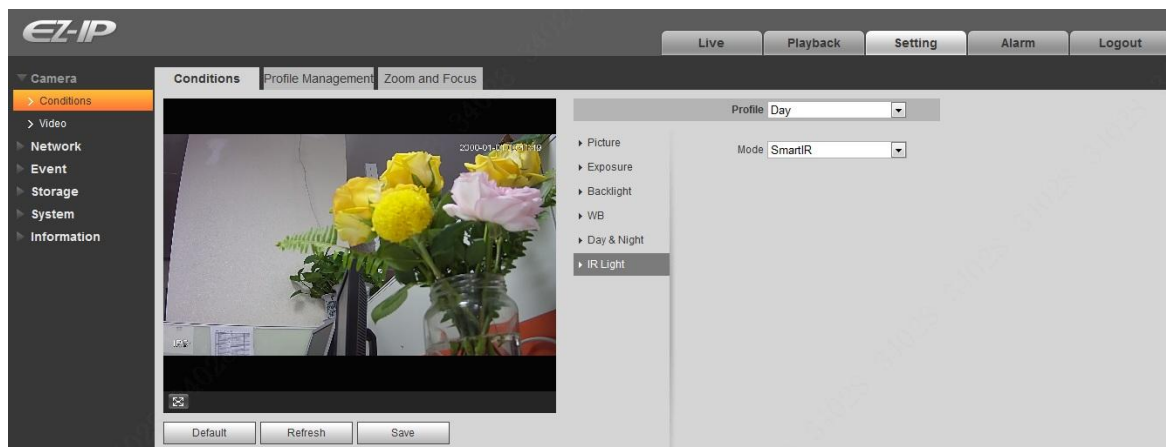 EZ-IP
Live Playback Setting Alarm Logout
Camera
Conditions
Video
Network
Event
Storage
System
Information
Conditions Profile Management Zoom and Focus
IPC
Default Refresh Save
Profile Day
Picture
Exposure
Backlight
WB
Day & Night
IR Light
Mode SmartIR